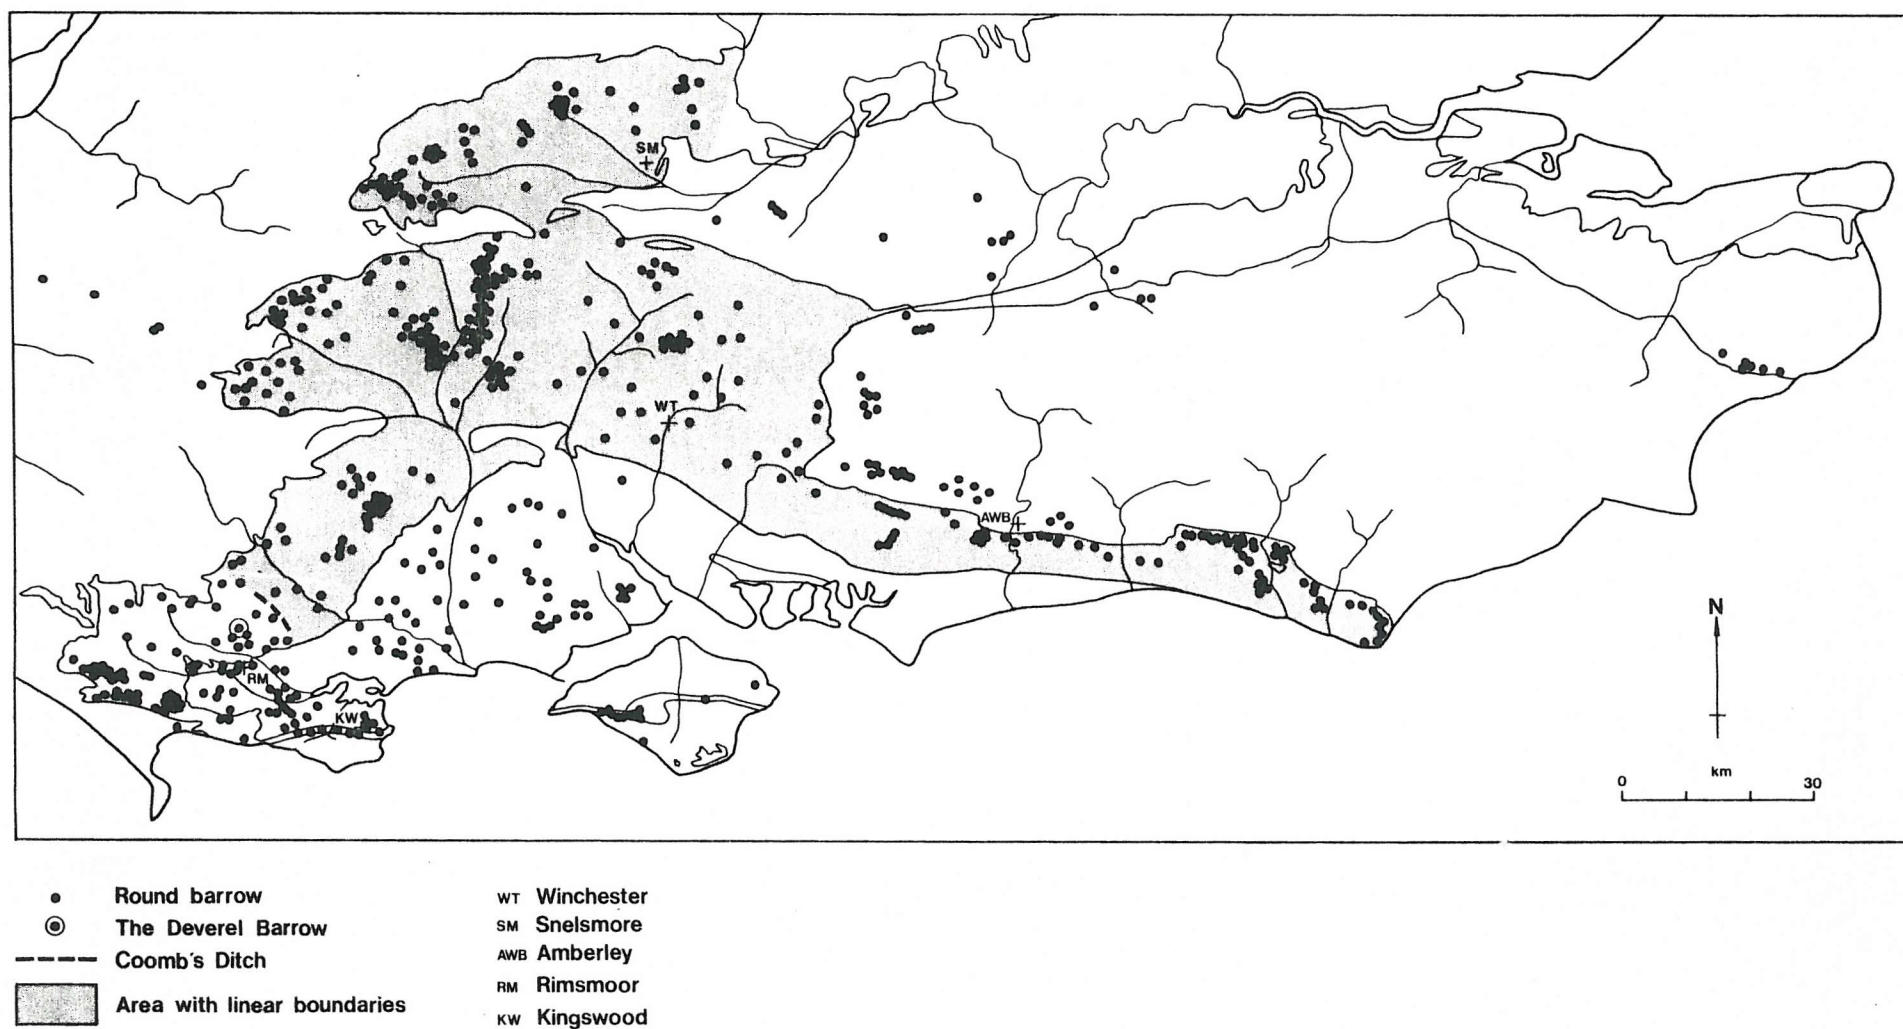 SM
WT
AWB
RM
KW
N
km
0 30
Round barrow
The Deverel Barrow
Coomb's Ditch
Area with linear boundaries
WT Winchester
SM Snelsmore
AWB Amberley
RM Rimsmoor
KW Kingswood